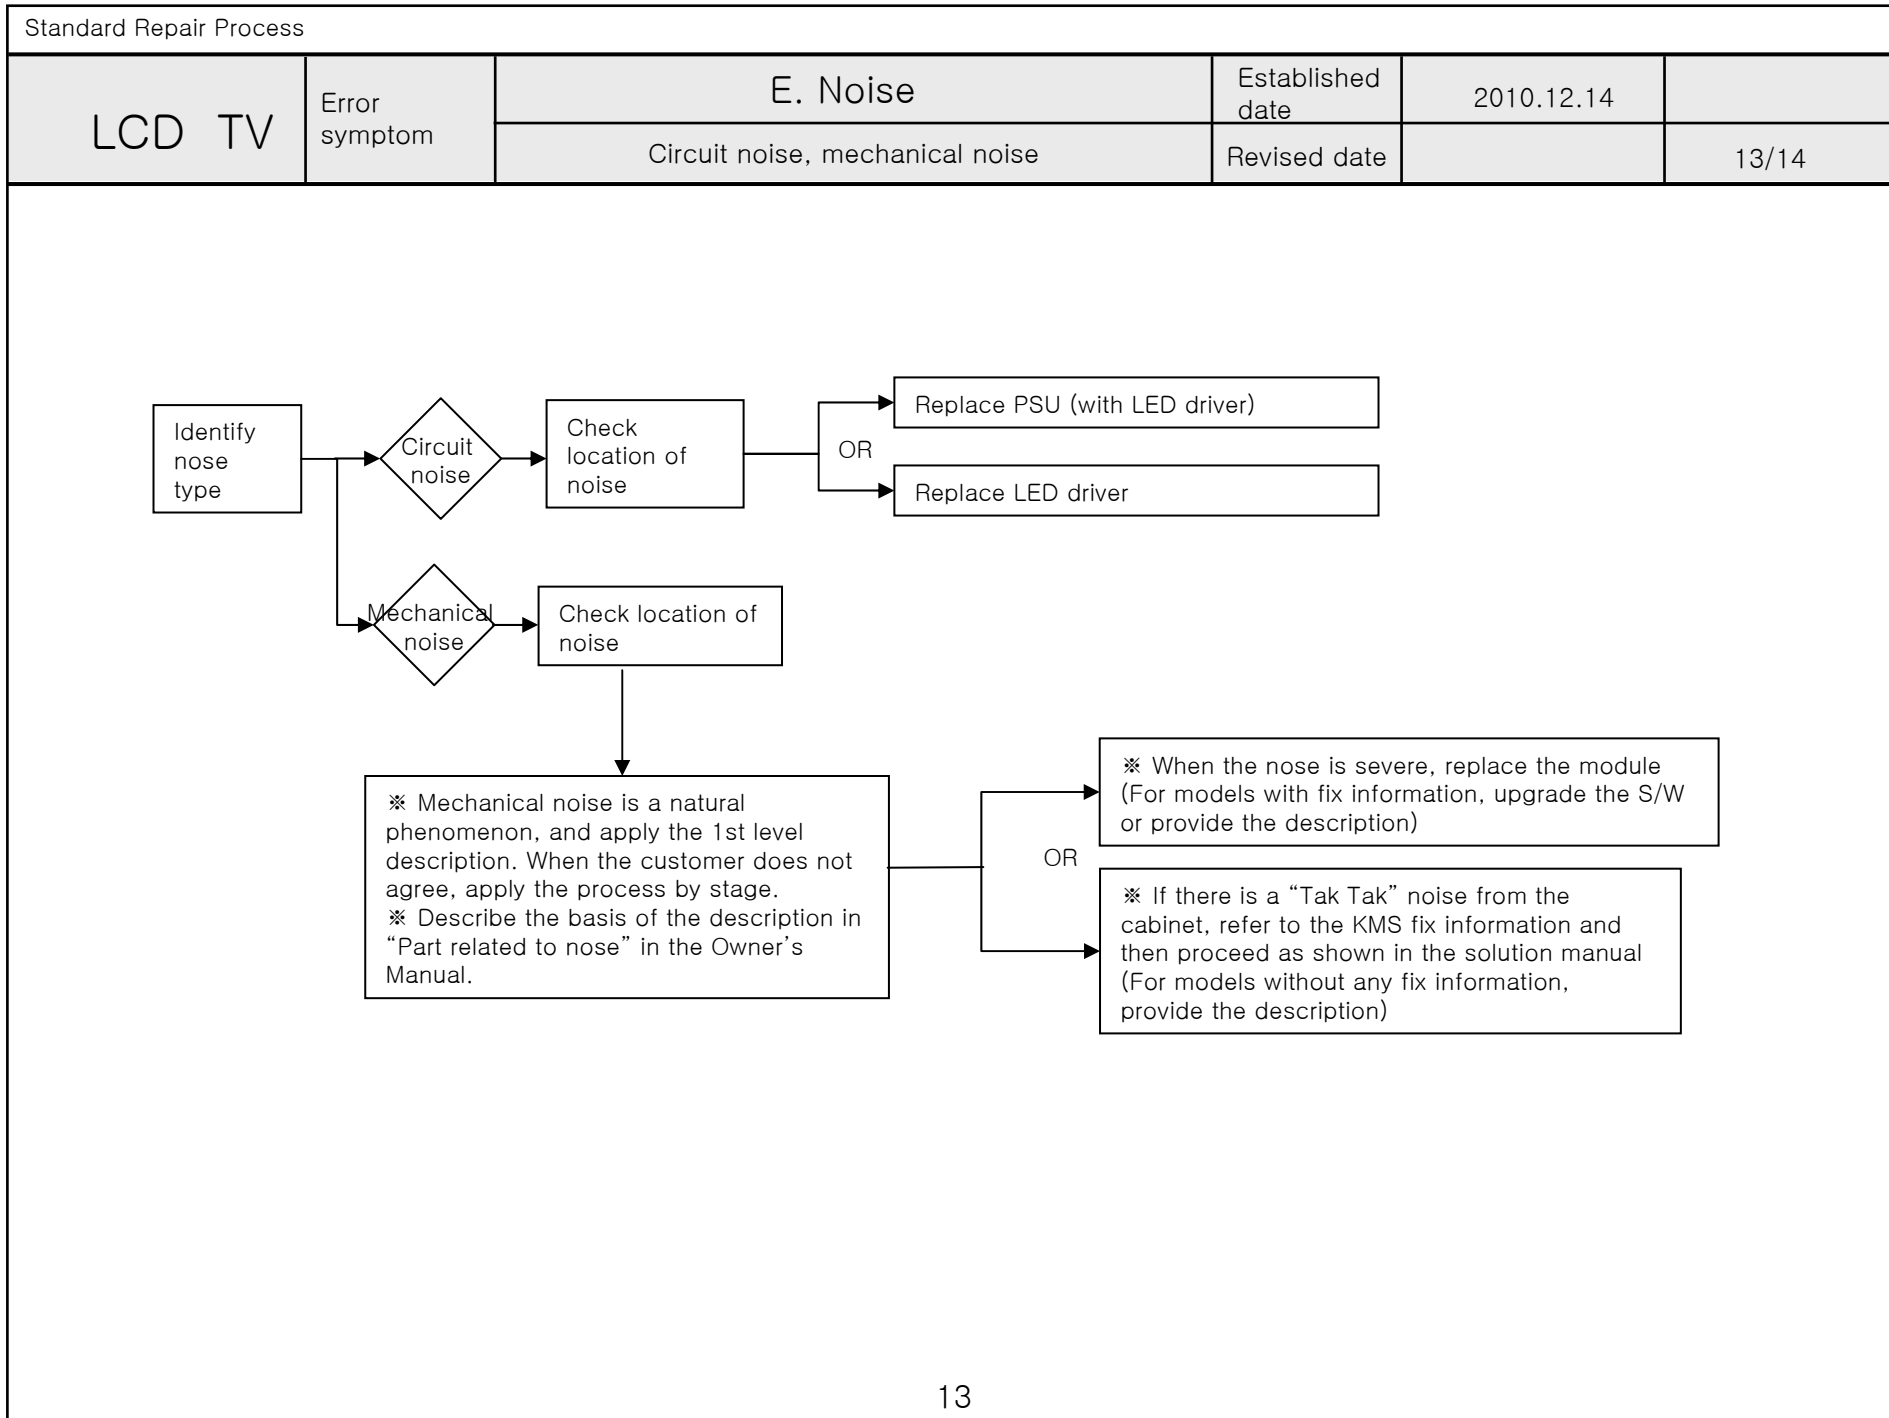 Standard Repair Process
LCD TV
Error
symptom
E. Noise
Circuit noise, mechanical noise
Established
date
2010.12.14
Revised date
13/14
Identify
nose
type
Circuit
noise
Check
location of
noise
OR
Replace PSU (with LED driver)
Replace LED driver
Mechanical
noise
Check location of
noise
※ Mechanical noise is a natural
phenomenon, and apply the 1st level
description. When the customer does not
agree, apply the process by stage.
※ Describe the basis of the description in
“Part related to nose” in the Owner’s
Manual.
OR
※ When the nose is severe, replace the module
(For models with fix information, upgrade the S/W
or provide the description)
※ If there is a “Tak Tak” noise from the
cabinet, refer to the KMS fix information and
then proceed as shown in the solution manual
(For models without any fix information,
provide the description)
13